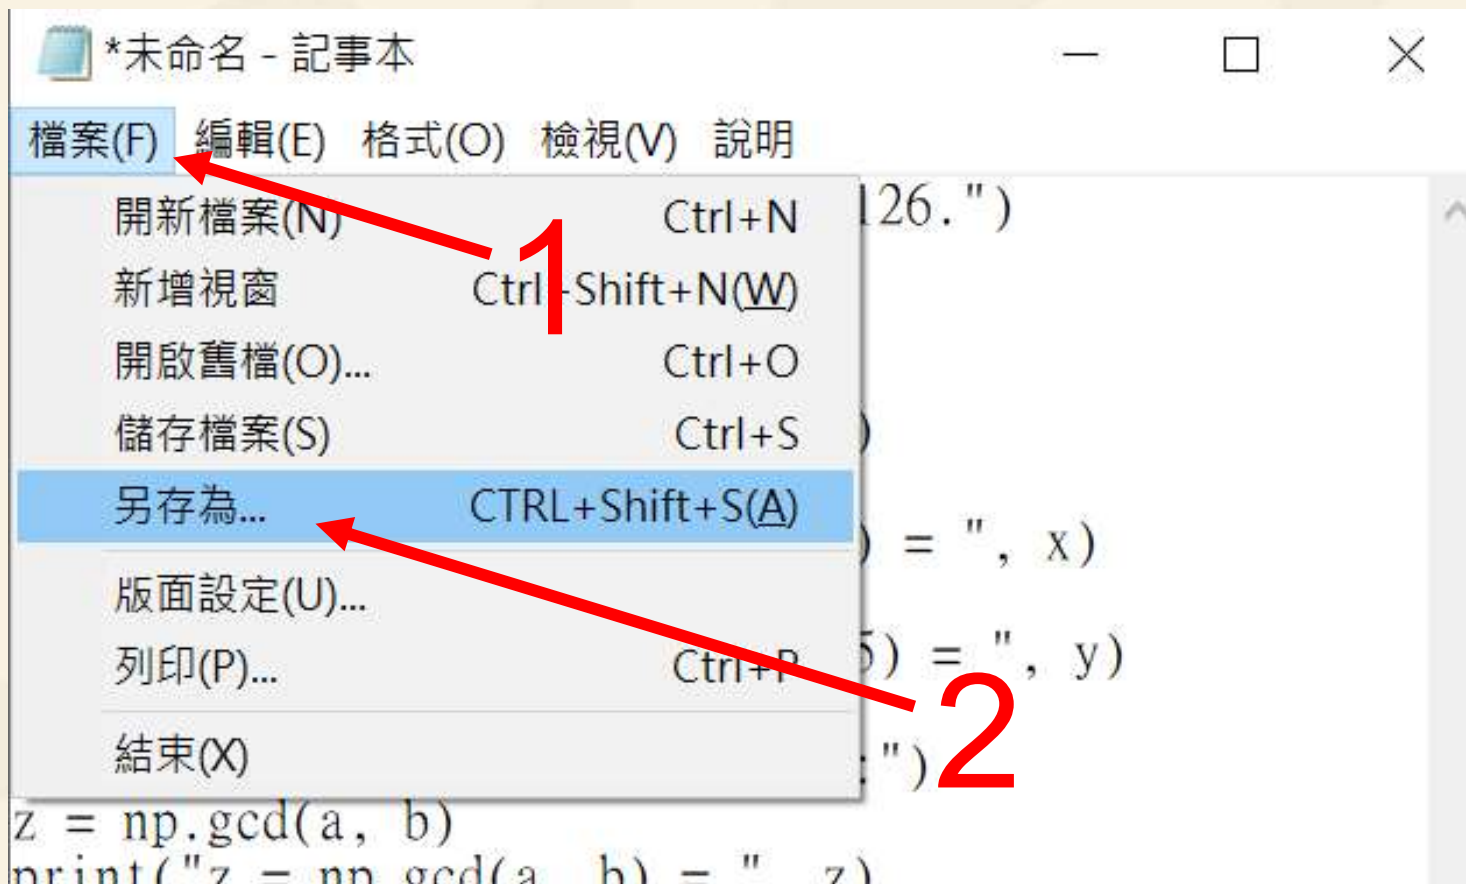 *未命名 - 記事本
檔案(F) 編輯(E) 格式(O) 檢視(V) 說明
開新檔案(N) Ctrl+N
126.")
1
新增視窗 Ctrl+Shift+N(W)
開啟舊檔(O)... Ctrl+O
儲存檔案(S) Ctrl+S
)
另存為... CTRL+Shift+S(A)
) = ", x)
版面設定(U)...
列印(P)... Ctrl+P
5) = ", y)
2
結束(X)
:")
z = np.gcd(a, b)
print("z = np.gcd(a, b) = ", z)